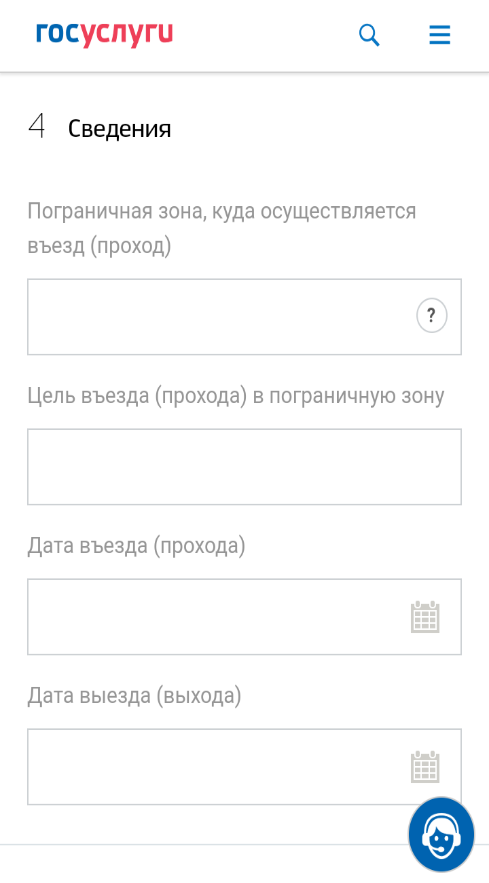 госуслуги
4 Сведения
Пограничная зона, куда осуществляется
въезд (проход)
?
Цель въезда (прохода) в пограничную зону
Дата въезда (прохода)
Дата выезда (выхода)